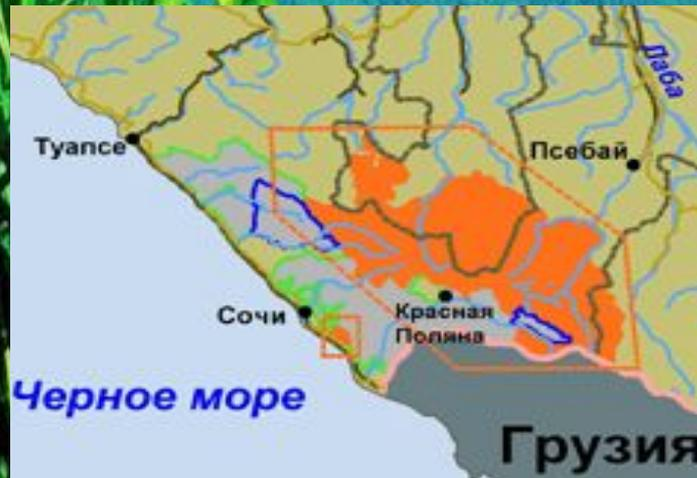 Лаба
Туапсе
Псебай
Сочи
Красная
Поляна
Черное море
Грузия